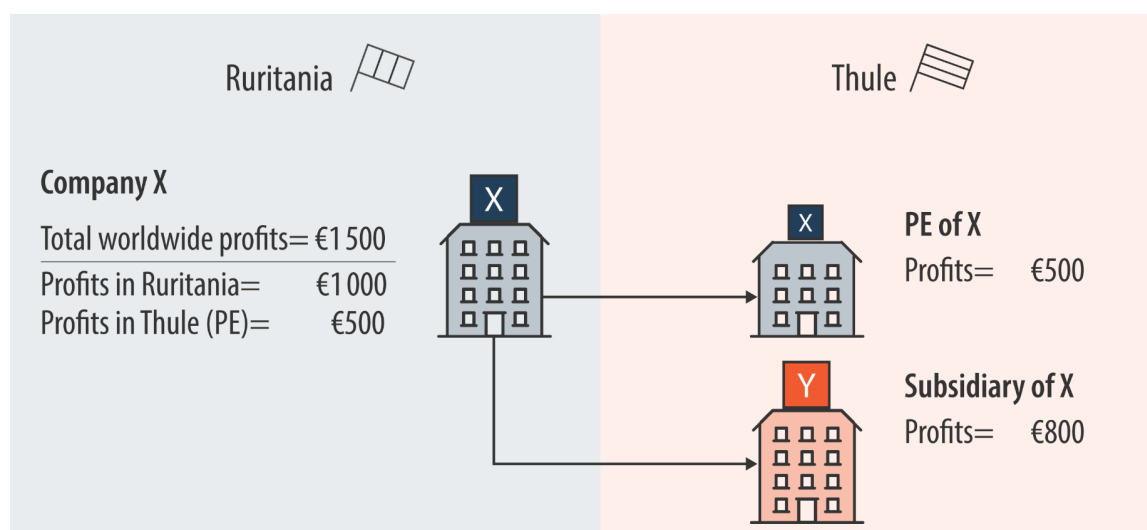 Ruritania
Thule
Company X
Total worldwide profits= €1 500
Profits in Ruritania= €1 000
Profits in Thule (PE)= €500
X
X
PE of X
Profits= €500
Y
Subsidiary of X
Profits= €800